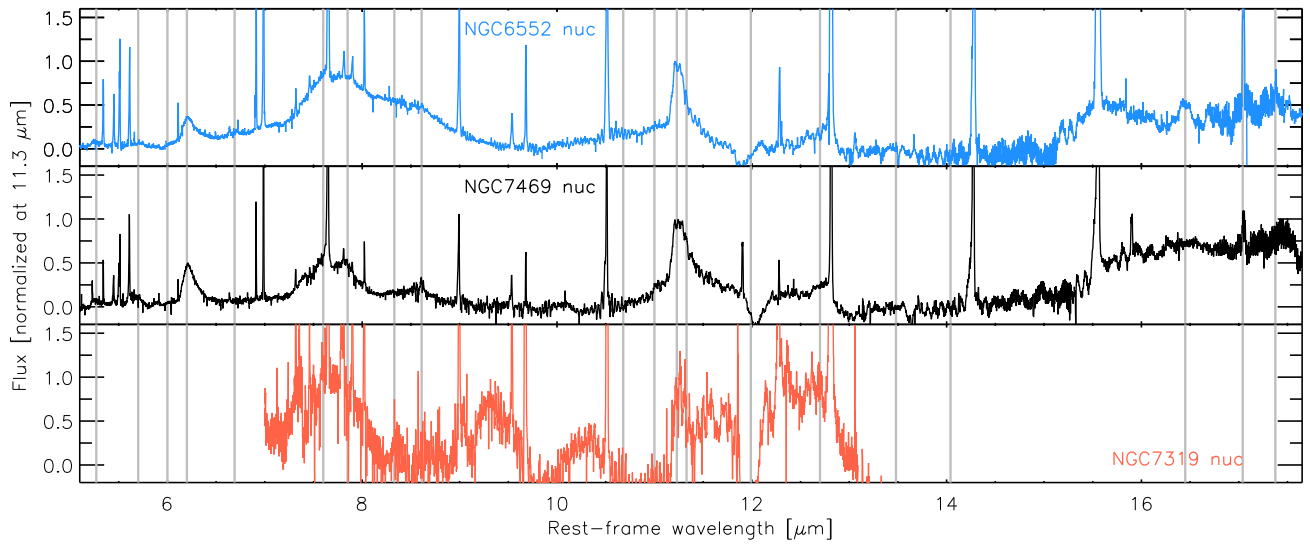 NGC6552 nuc
1.5
1.0
0.5
0.0
NGC7469 nuc
1.5
1.0
0.5
0.0
Flux [normalized at 11.3 μm]
1.5
1.0
0.5
0.0
NGC7319 nuc
6 8 10 12 14 16
Rest-frame wavelength [μm]